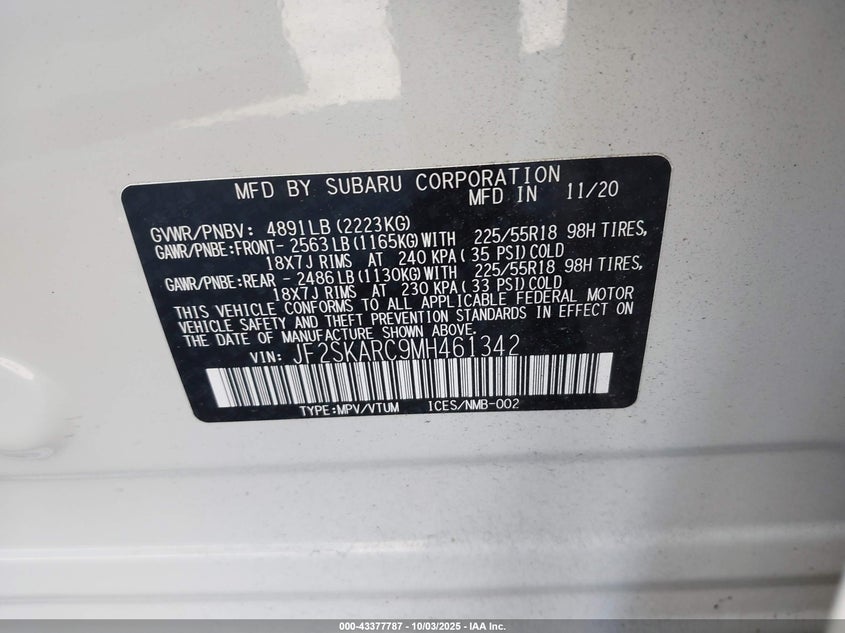 MFD BY SUBARU CORPORATION
MFD IN 11/20
GVWR/PNBV: 4891LB(2223KG)
GAWR/PNBE:FRONT- 2563LB(1165KG)WITH 225/55R18 98H TIRES,
18X7J RIMS AT 240 KPA( 35 PSI)COLD
GAWR/PNBE:REAR - 2486LB(1130KG)WITH 225/55R18 98H TIRES,
18X7J RIMS AT 230 KPA( 33 PSI)COLD
THIS VEHICLE CONFORMS TO ALL APPLICABLE FEDERAL MOTOR
VEHICLE SAFETY AND THEFT PREVENTION STANDARDS IN EFFECT ON
THE DATE OF MANUFACTURE SHOWN ABOVE.
VIN: JF2SKARC9MH461342
TYPE:MPV/VTUM ICES/NMB-002
000-43377787 - 10/03/2025 - IAA Inc.